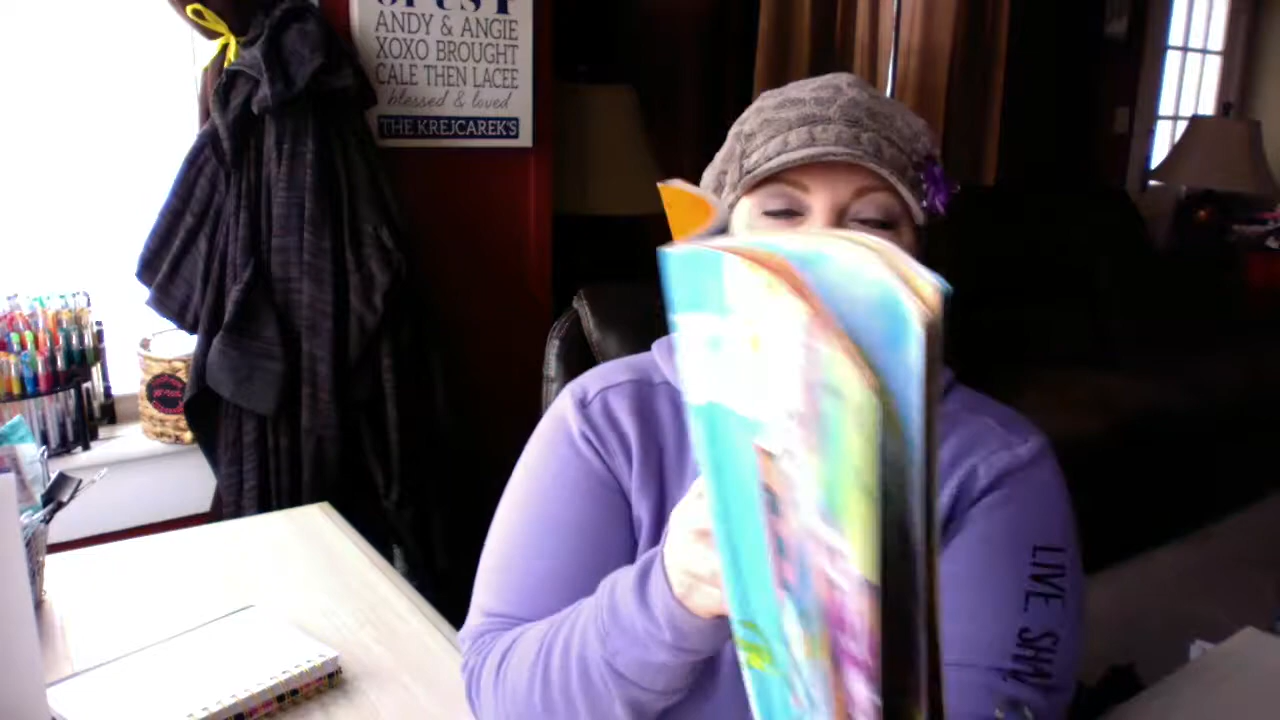 ANDY & ANGIE
XOXO BROUGHT
CALE THEN LACEE
blessed & loved
THE KREJCAREK'S
LIVE